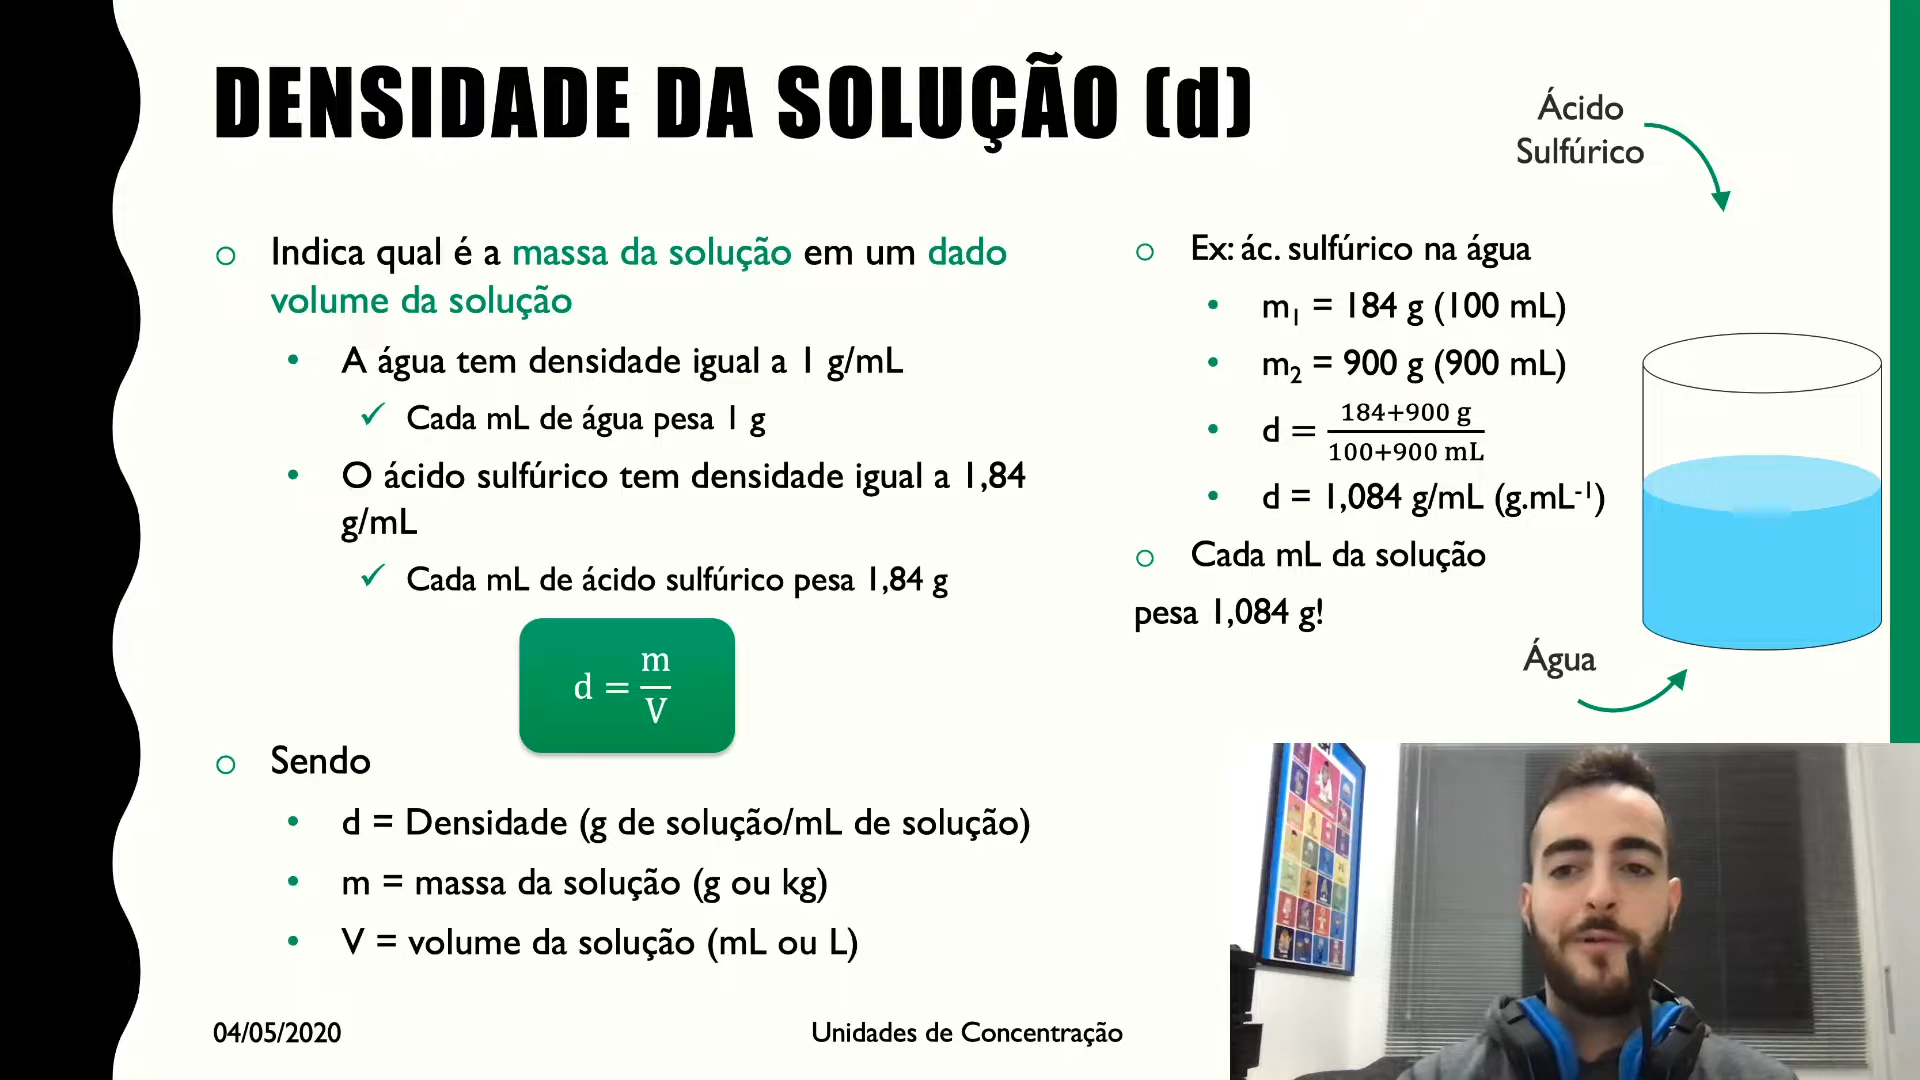 DENSIDADE DA SOLUÇÃO (d)
Indica qual é a massa da solução em um dado
volume da solução
A água tem densidade igual a 1 g/mL
Cada mL de água pesa 1 g
O ácido sulfúrico tem densidade igual a 1,84
g/mL
Cada mL de ácido sulfúrico pesa 1,84 g
d = m/V
Sendo
d = Densidade (g de solução/mL de solução)
m = massa da solução (g ou kg)
V = volume da solução (mL ou L)
Ácido
Sulfúrico
Ex: ác. sulfúrico na água
m₁ = 184 g (100 mL)
m₂ = 900 g (900 mL)
d = 184+900 g / 100+900 mL
d = 1,084 g/mL (g.mL⁻¹)
Cada mL da solução
pesa 1,084 g!
Água
04/05/2020
Unidades de Concentração